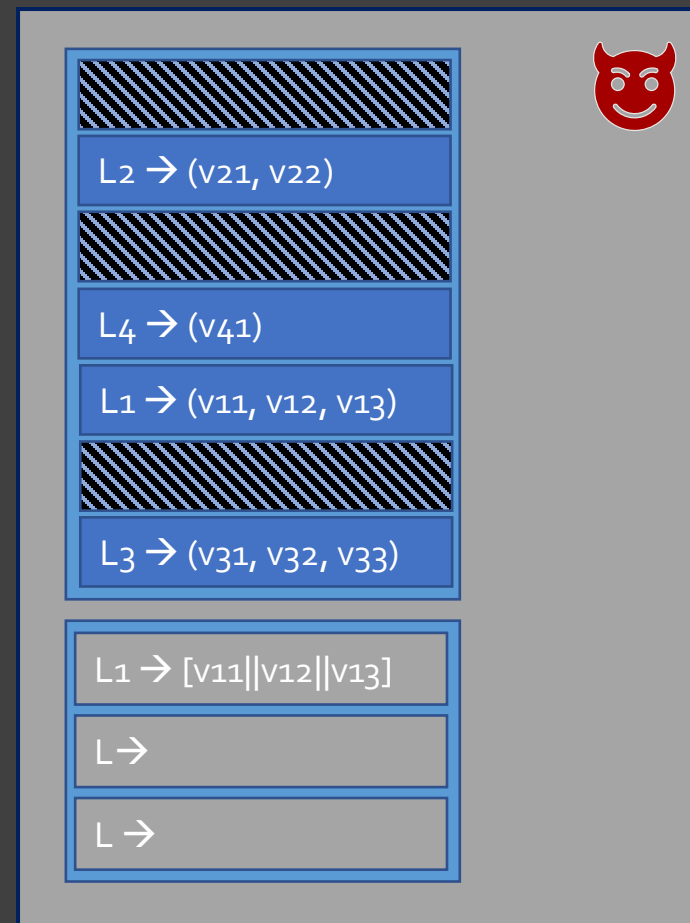 L2 → (v21, v22)
L4 → (v41)
L1 → (v11, v12, v13)
L3 → (v31, v32, v33)
L1 → [v11||v12||v13]
L→
L →